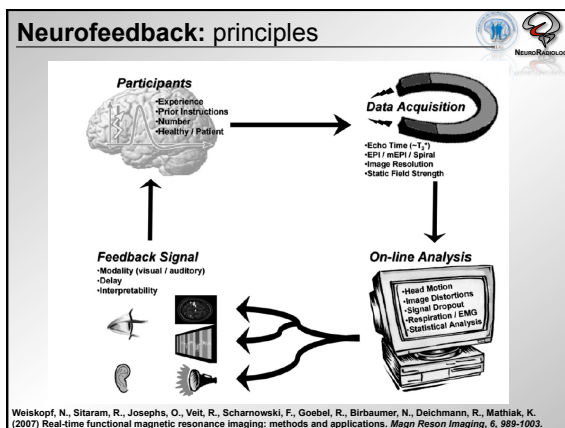 Neurofeedback: principles
NEURORADIOLOG
Participants
•Experience
•Prior Instructions
•Number
•Healthy / Patient
Data Acquisition
•Echo Time (~T₂*)
•EPI / mEPI / Spiral
•Image Resolution
•Static Field Strength
Feedback Signal
•Modality (visual / auditory)
•Delay
•Interpretability
On-line Analysis
•Head Motion
•Image Distortions
•Signal Dropout
•Respiration / EMG
•Statistical Analysis
Weiskopf, N., Sitaram, R., Josephs, O., Veit, R., Scharnowski, F., Goebel, R., Birbaumer, N., Deichmann, R., Mathiak, K.
(2007) Real-time functional magnetic resonance imaging: methods and applications. Magn Reson Imaging, 6, 989-1003.